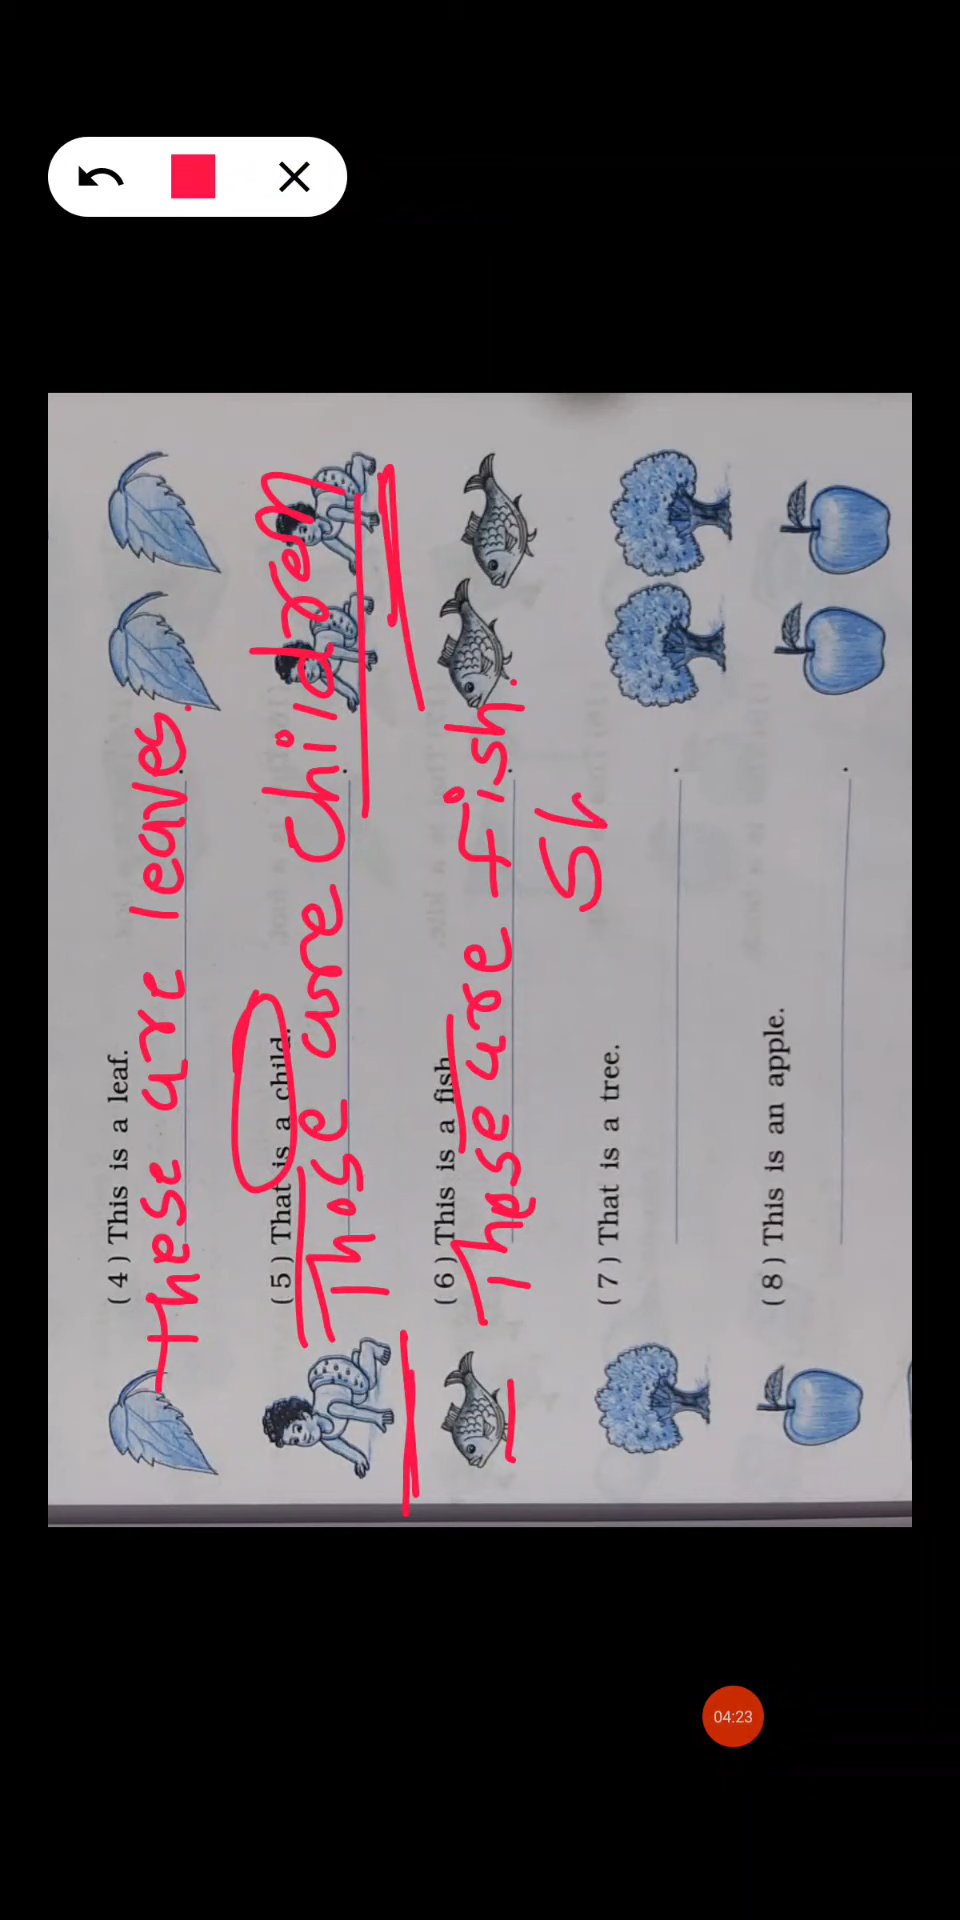 (4) This is a leaf.
These are leaves.
(5) That is a child.
Those are Children
(6) This is a fish
These are Fish.
Sh
(7) That is a tree.
(8) This is an apple.
04:23